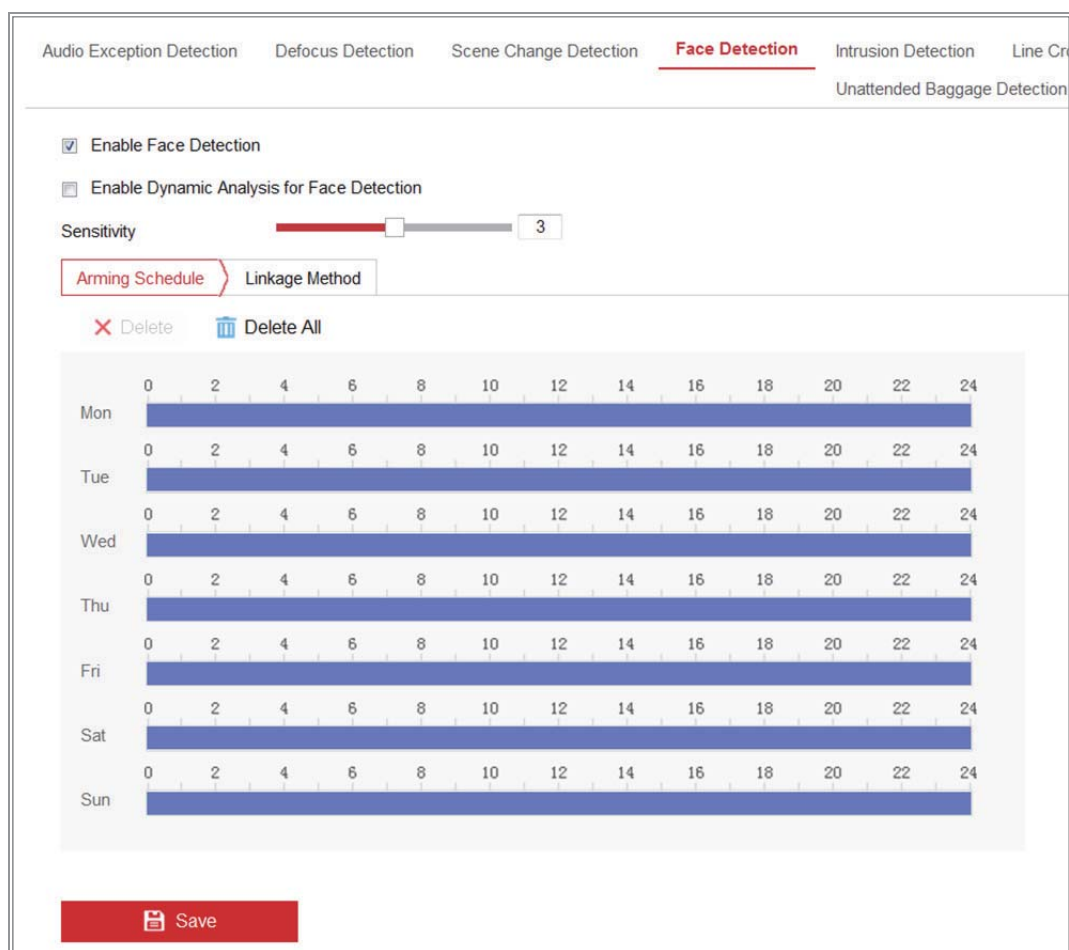 Audio Exception Detection Defocus Detection Scene Change Detection Face Detection Intrusion Detection Line Cro
Unattended Baggage Detection
Enable Face Detection
Enable Dynamic Analysis for Face Detection
Sensitivity 3
Arming Schedule Linkage Method
Delete Delete All
0 2 4 6 8 10 12 14 16 18 20 22 24
Mon
0 2 4 6 8 10 12 14 16 18 20 22 24
Tue
0 2 4 6 8 10 12 14 16 18 20 22 24
Wed
0 2 4 6 8 10 12 14 16 18 20 22 24
Thu
0 2 4 6 8 10 12 14 16 18 20 22 24
Fri
0 2 4 6 8 10 12 14 16 18 20 22 24
Sat
0 2 4 6 8 10 12 14 16 18 20 22 24
Sun
Save